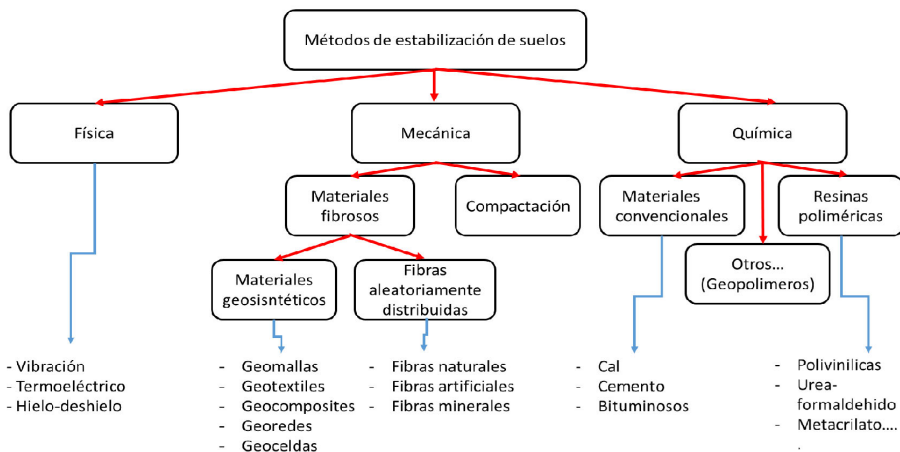 Métodos de estabilización de suelos
Física
Mecánica
Química
Materiales
fibrosos
Compactación
Materiales
convencionales
Resinas
poliméricas
Otros...
(Geopolimeros)
Materiales
geosisntéticos
Fibras
aleatoriamente
distribuidas
- Vibración
- Termoeléctrico
- Hielo-deshielo
- Geomallas
- Geotextiles
- Geocomposites
- Georedes
- Geoceldas
- Fibras naturales
- Fibras artificiales
- Fibras minerales
- Cal
- Cemento
- Bituminosos
- Polivinilicas
- Urea-
formaldehido
- Metacrilato....
.